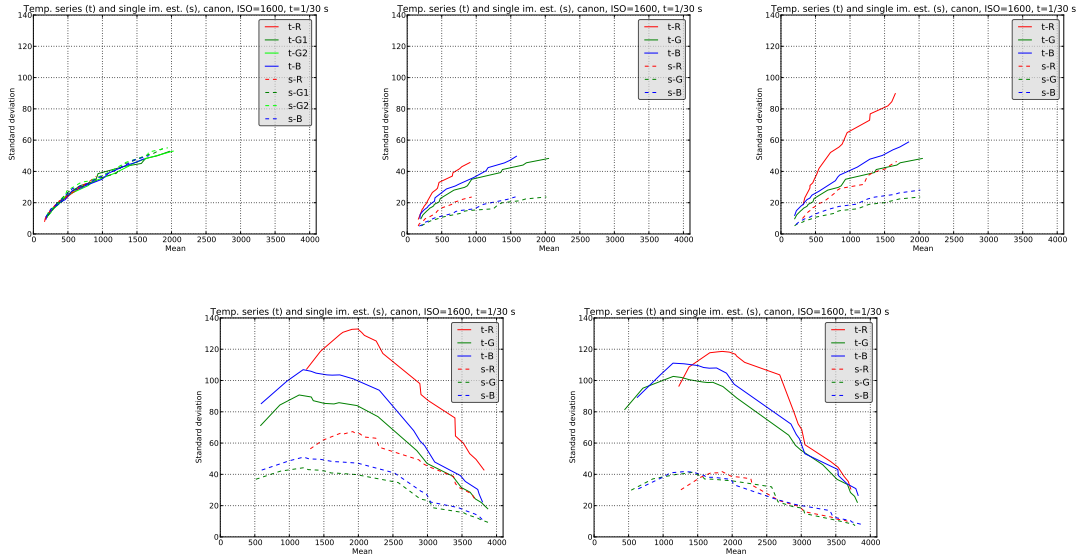 Temp. series (t) and single im. est. (s), canon, ISO=1600, t=1/30 s
Standard deviation
140
120
100
80
60
40
20
0
0 500 1000 1500 2000 2500 3000 3500 4000
Mean
t-R
t-G1
t-G2
t-B
s-R
s-G1
s-G2
s-B
Temp. series (t) and single im. est. (s), canon, ISO=1600, t=1/30 s
Standard deviation
140
120
100
80
60
40
20
0
0 500 1000 1500 2000 2500 3000 3500 4000
Mean
t-R
t-G
t-B
s-R
s-G
s-B
Temp. series (t) and single im. est. (s), canon, ISO=1600, t=1/30 s
Standard deviation
140
120
100
80
60
40
20
0
0 500 1000 1500 2000 2500 3000 3500 4000
Mean
t-R
t-G
t-B
s-R
s-G
s-B
Temp. series (t) and single im. est. (s), canon, ISO=1600, t=1/30 s
Standard deviation
140
120
100
80
60
40
20
0
0 500 1000 1500 2000 2500 3000 3500 4000
Mean
t-R
t-G
t-B
s-R
s-G
s-B
Temp. series (t) and single im. est. (s), canon, ISO=1600, t=1/30 s
Standard deviation
140
120
100
80
60
40
20
0
0 500 1000 1500 2000 2500 3000 3500 4000
Mean
t-R
t-G
t-B
s-R
s-G
s-B